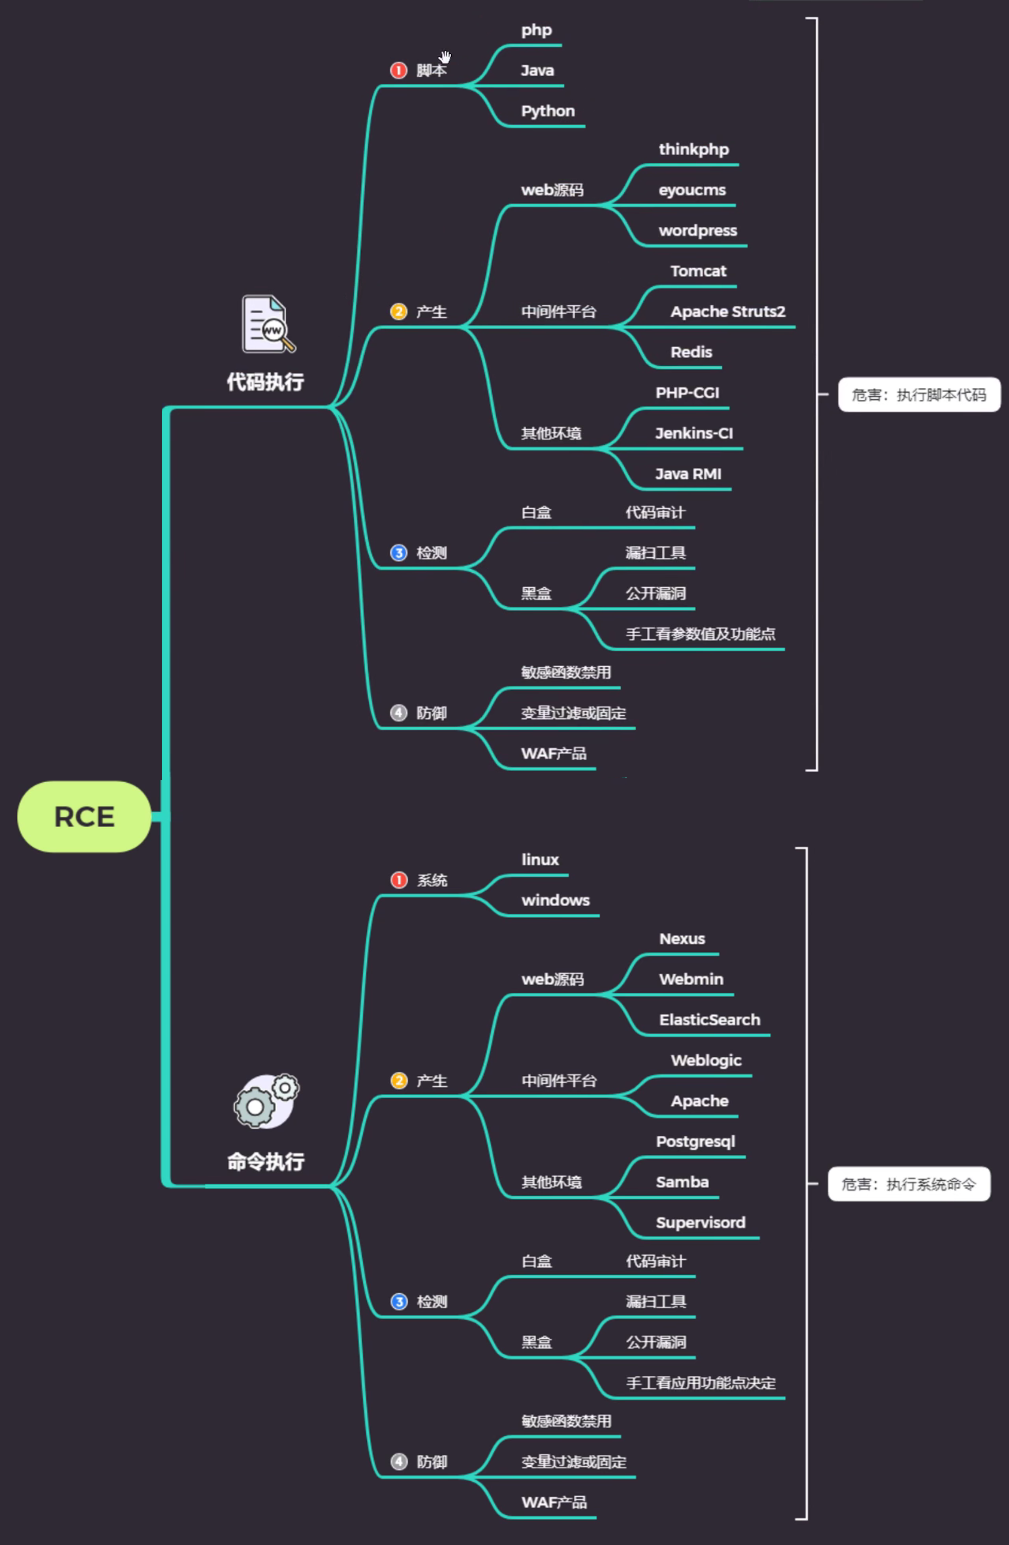 RCE
代码执行
1 脚本
php
Java
Python
2 产生
web源码
thinkphp
eyoucms
wordpress
中间件平台
Tomcat
Apache Struts2
Redis
其他环境
PHP-CGI
Jenkins-CI
Java RMI
3 检测
白盒
代码审计
黑盒
漏扫工具
公开漏洞
手工看参数值及功能点
4 防御
敏感函数禁用
变量过滤或固定
WAF产品
危害：执行脚本代码
命令执行
1 系统
linux
windows
2 产生
web源码
Nexus
Webmin
ElasticSearch
中间件平台
Weblogic
Apache
其他环境
Postgresql
Samba
Supervisord
3 检测
白盒
代码审计
黑盒
漏扫工具
公开漏洞
手工看应用功能点决定
4 防御
敏感函数禁用
变量过滤或固定
WAF产品
危害：执行系统命令